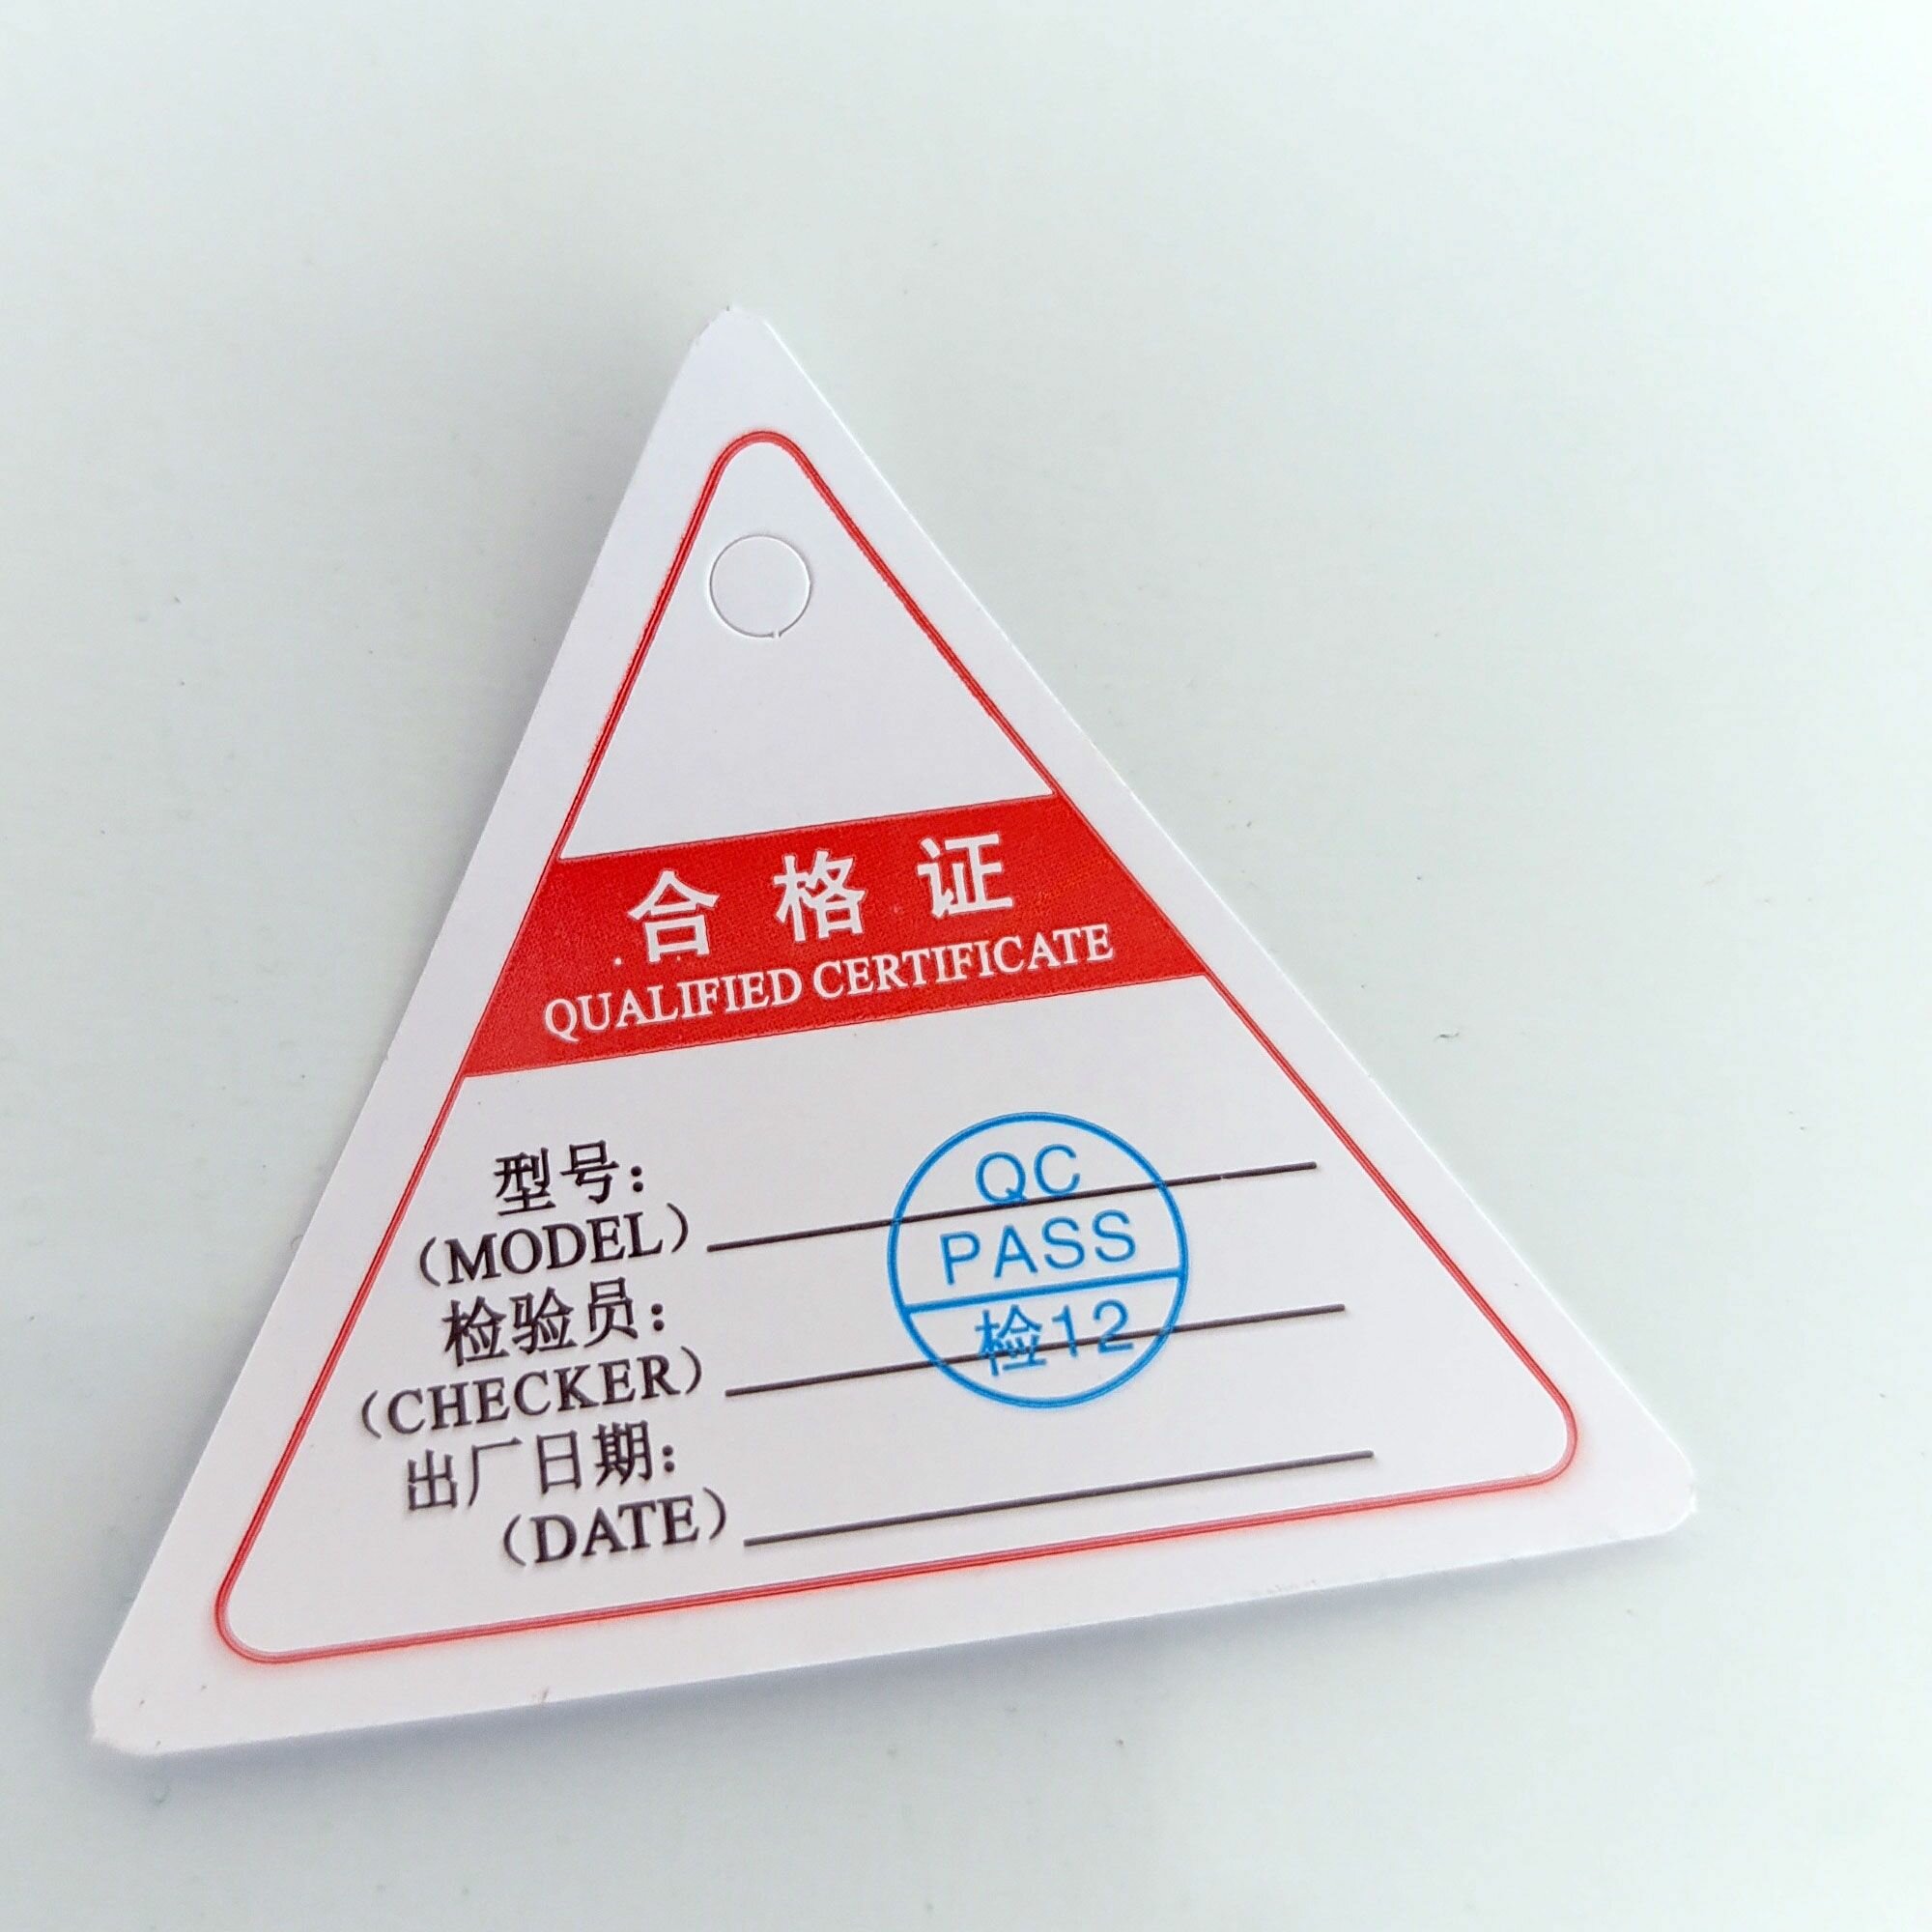 合格证
QUALIFIED CERTIFICATE
型号：
（MODEL）
检验员：
（CHECKER）
出厂日期：
（DATE）
QC
PASS
检12